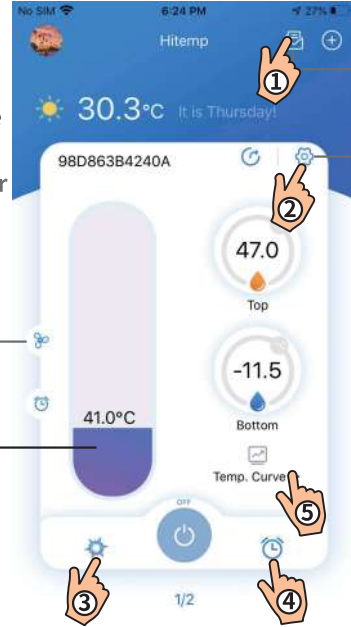 No SIM 6:24 PM 27%
Hitemp
①
30.3°C It is Thursday!
98D863B4240A
②
r
47.0
Top
-11.5
41.0°C
Bottom
Temp. Curve
⑤
OFF
③
④
1/2